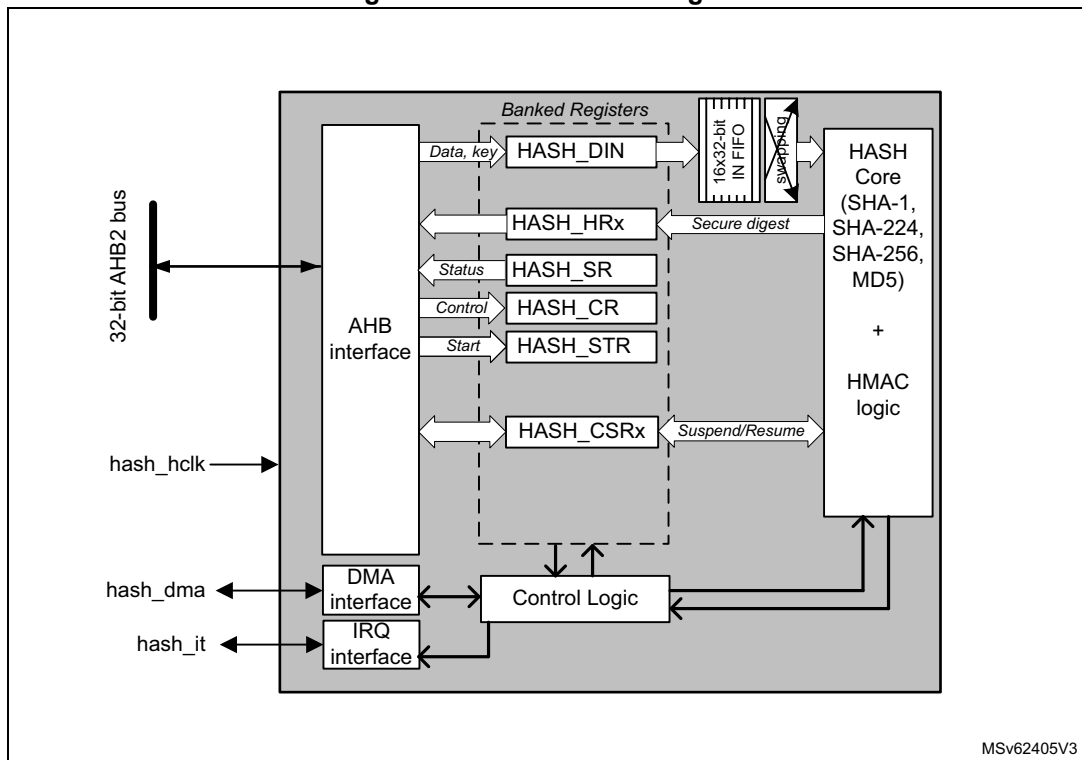 Banked Registers
32-bit AHB2 bus
AHB
interface
Data, key
HASH_DIN
16x32-bit
IN FIFO
swapping
HASH
Core
(SHA-1,
SHA-224,
SHA-256,
MD5)
+
HMAC
logic
HASH_HRx
Secure digest
Status
HASH_SR
Control
HASH_CR
Start
HASH_STR
HASH_CSRx
Suspend/Resume
hash_hclk
hash_dma
DMA
interface
Control Logic
hash_it
IRQ
interface
MSv62405V3